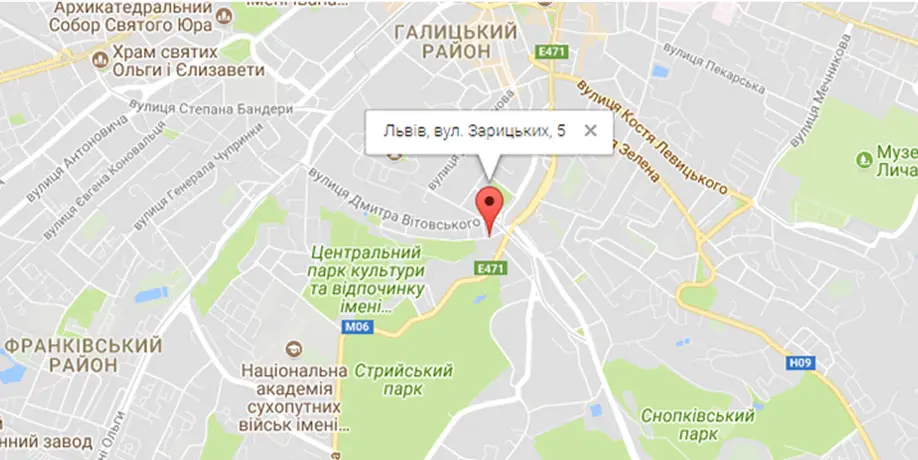 Архикатедральний
Собор Святого Юра
ГАЛИЦЬКИЙ
РАЙОН
E471
вулиця Пекарська
вулиця Мечникова
Храм святих
Ольги і Єлизавети
вулиця Степана Бандери
вулиця Костя Левицького
Львів, вул. Зарицьких, 5
Зелена
Музе
Лича
вулиця Антоновича
вулиця Євгена Коновальця
вулиця Генерала Чупринки
вулиця Дмитра Вітовського
Центральний
парк культури
та відпочинку
імені...
E471
M06
ФРАНКІВСЬКИЙ
РАЙОН
Національна
академія
сухопутних
військ імені...
Стрийський
парк
H09
Снопківський
парк
нний завод
Ольги